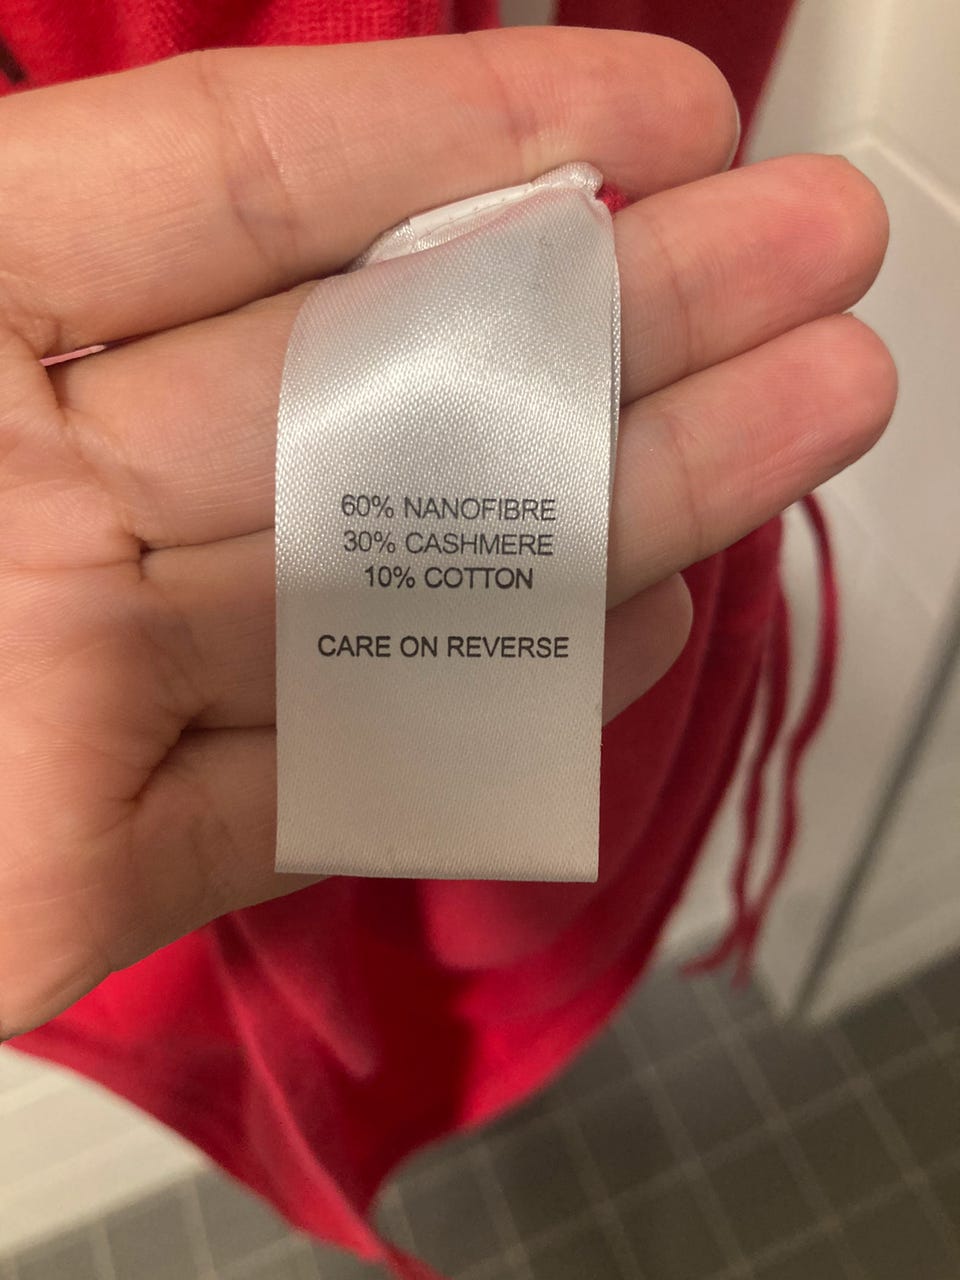 60% NANOFIBRE
30% CASHMERE
10% COTTON
CARE ON REVERSE